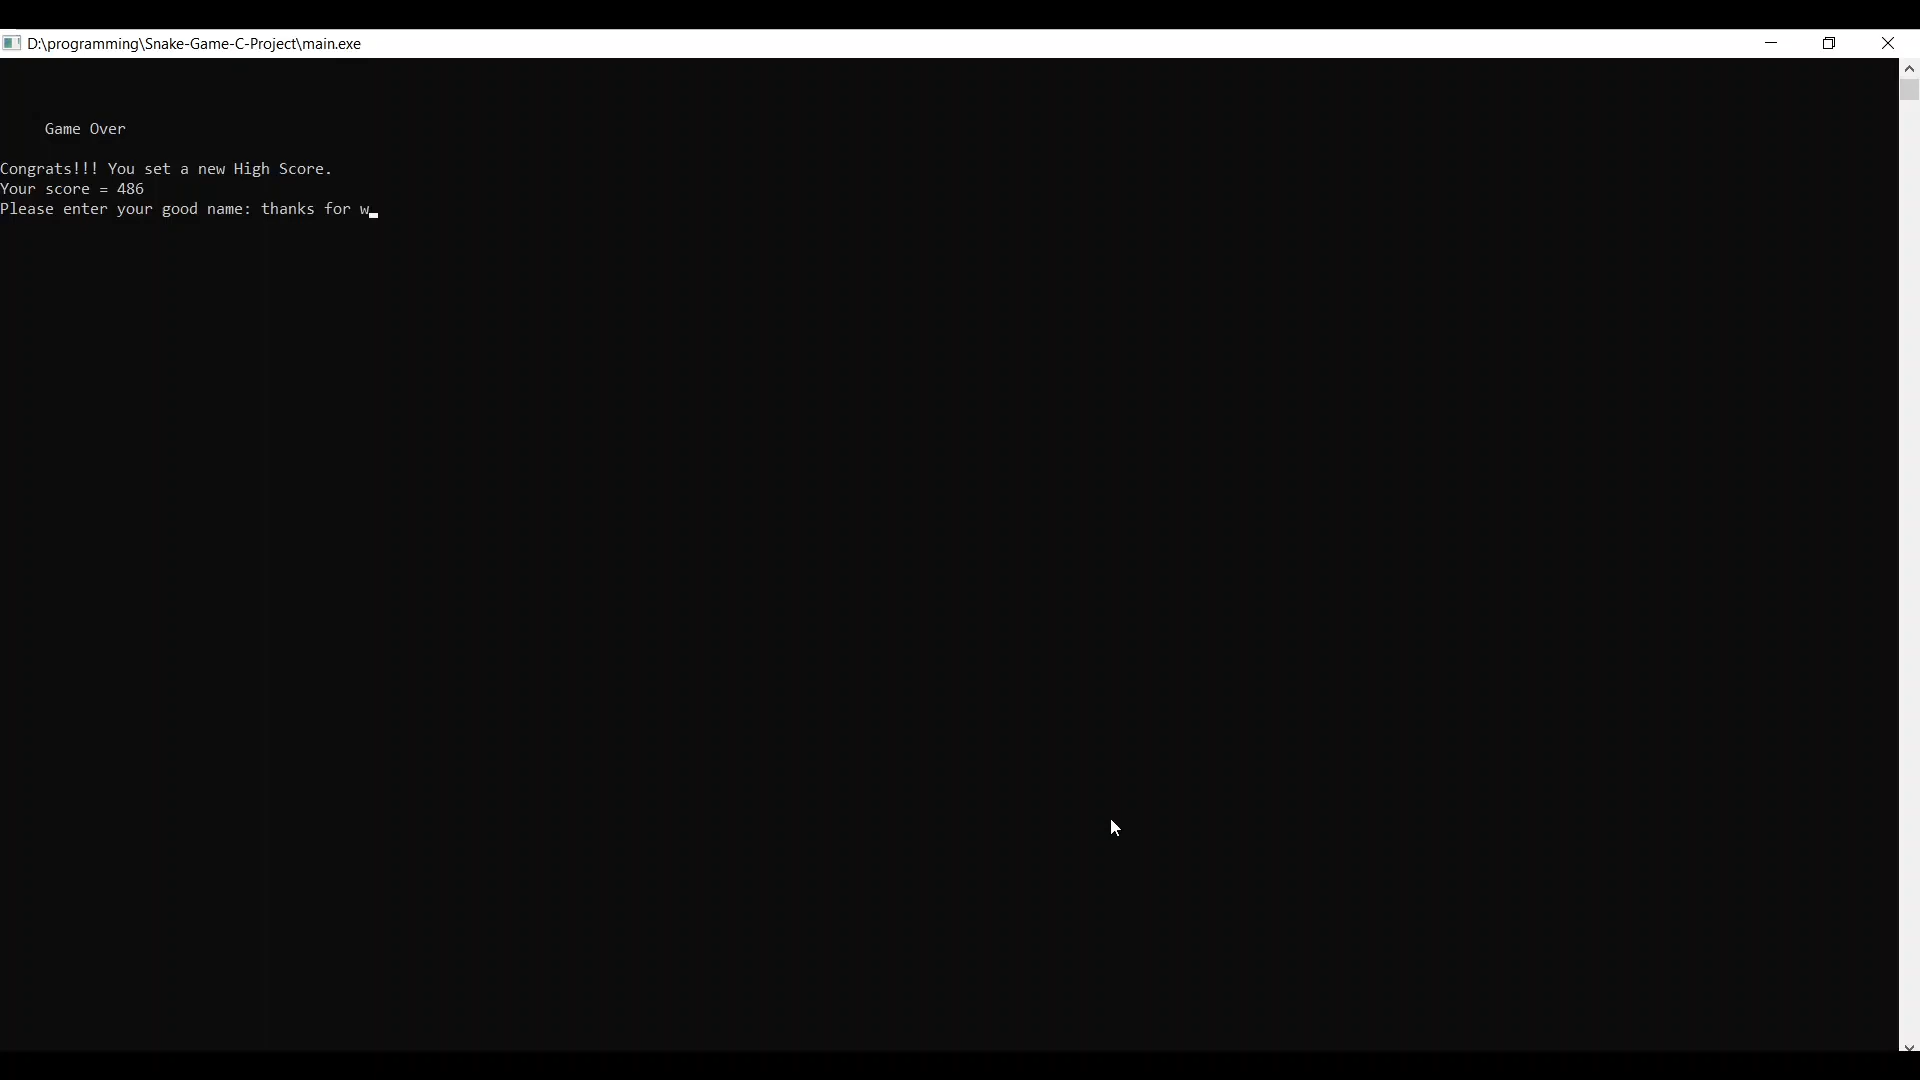 D:\programming\Snake-Game-C-Project\main.exe
Game Over
Congrats!!! You set a new High Score.
Your score = 486
Please enter your good name: thanks for w